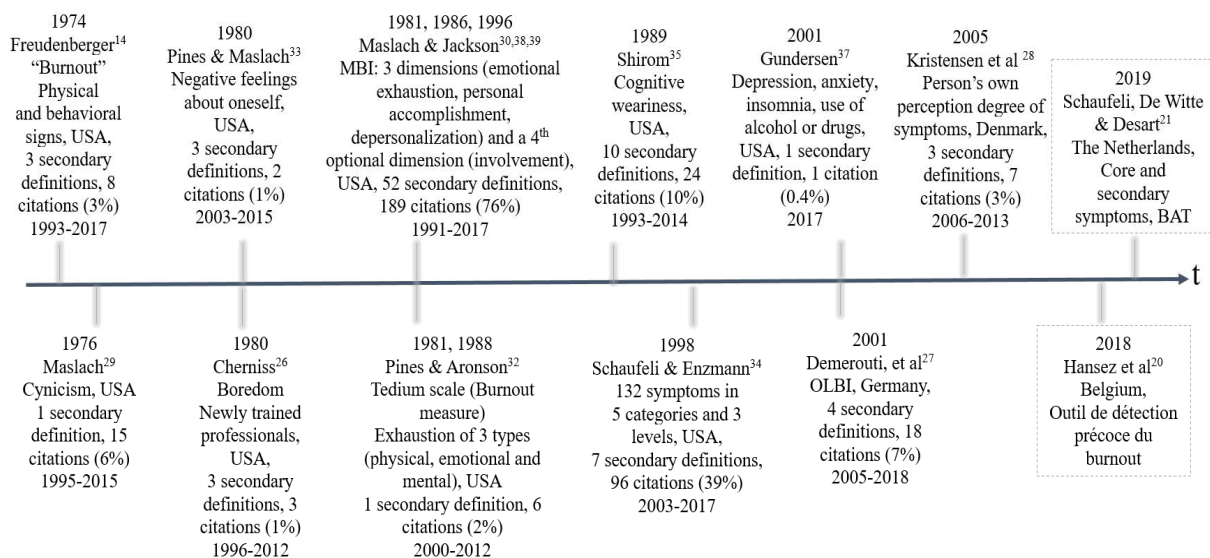 1974
Freudenberger14
“Burnout”
Physical
and behavioral
signs, USA,
3 secondary
definitions, 8
citations (3%)
1993-2017
1980
Pines & Maslach33
Negative feelings
about oneself,
USA,
3 secondary
definitions, 2
citations (1%)
2003-2015
1981, 1986, 1996
Maslach & Jackson30,38,39
MBI: 3 dimensions (emotional
exhaustion, personal
accomplishment,
depersonalization) and a 4th
optional dimension (involvement),
USA, 52 secondary definitions,
189 citations (76%)
1991-2017
1989
Shirom35
Cognitive
weariness,
USA,
10 secondary
definitions, 24
citations (10%)
1993-2014
2001
Gundersen37
Depression, anxiety,
insomnia, use of
alcohol or drugs,
USA, 1 secondary
definition, 1 citation
(0.4%)
2017
2005
Kristensen et al 28
Person’s own
perception degree of
symptoms, Denmark,
3 secondary
definitions, 7
citations (3%)
2006-2013
2019
Schaufeli, De Witte
& Desart21
The Netherlands,
Core and
secondary
symptoms, BAT
t
1976
Maslach29
Cynicism, USA
1 secondary
definition, 15
citations (6%)
1995-2015
1980
Cherniss26
Boredom
Newly trained
professionals,
USA,
3 secondary
definitions, 3
citations (1%)
1996-2012
1981, 1988
Pines & Aronson32
Tedium scale (Burnout
measure)
Exhaustion of 3 types
(physical, emotional and
mental), USA
1 secondary definition, 6
citations (2%)
2000-2012
1998
Schaufeli & Enzmann34
132 symptoms in
5 categories and 3
levels, USA,
7 secondary definitions,
96 citations (39%)
2003-2017
2001
Demerouti, et al27
OLBI, Germany,
4 secondary
definitions, 18
citations (7%)
2005-2018
2018
Hansez et al20
Belgium,
Outil de détection
précoce du
burnout